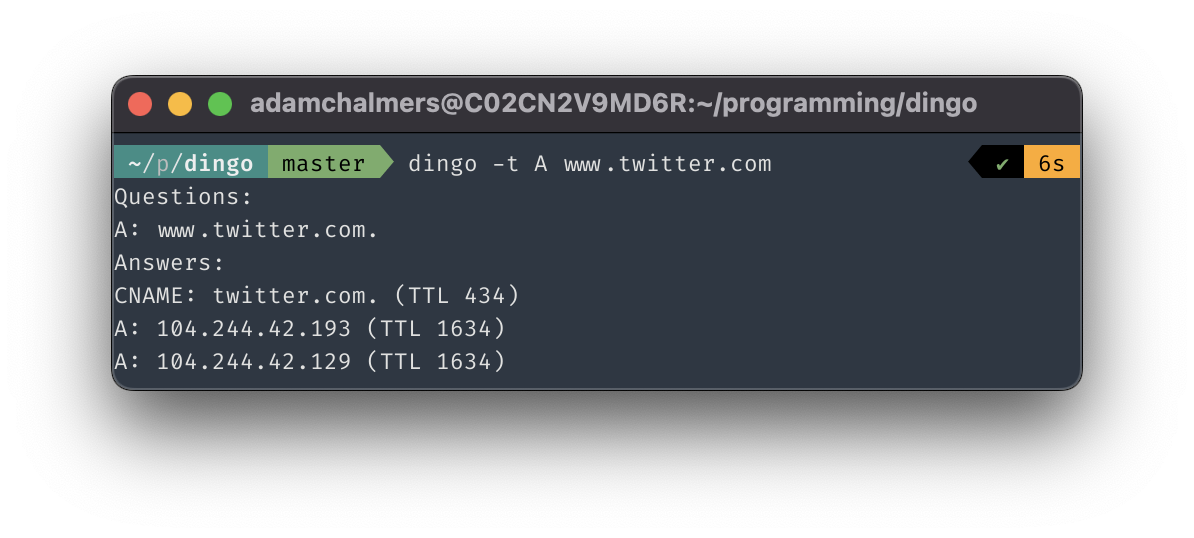 adamchalmers@C02CN2V9MD6R:~/programming/dingo
~/p/dingo master dingo -t A www.twitter.com ✔ 6s
Questions:
A: www.twitter.com.
Answers:
CNAME: twitter.com. (TTL 434)
A: 104.244.42.193 (TTL 1634)
A: 104.244.42.129 (TTL 1634)